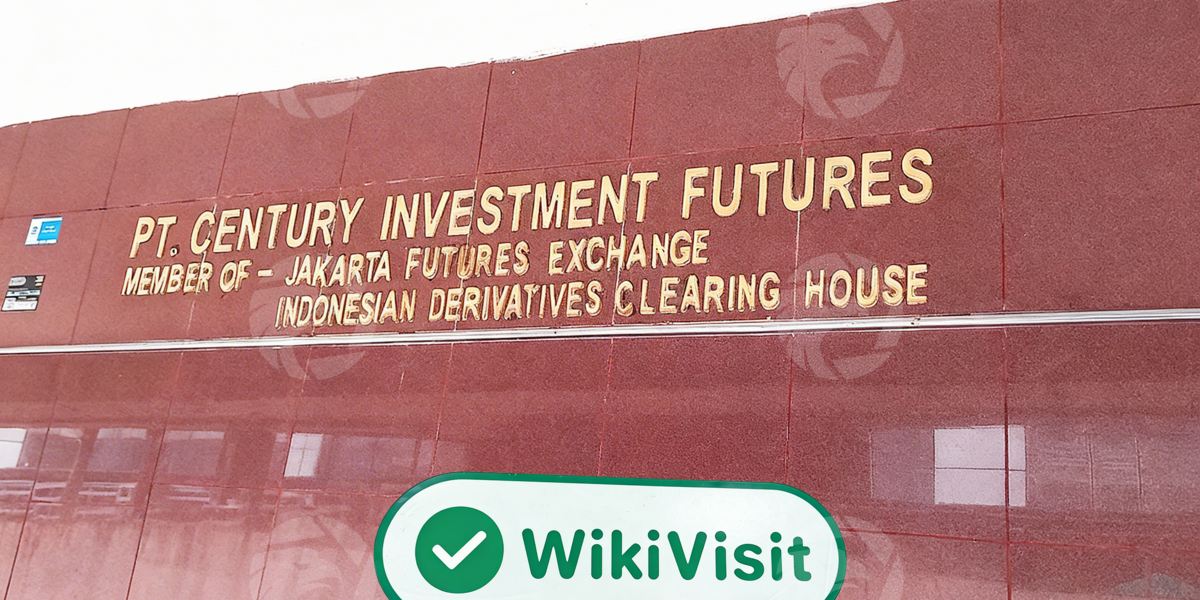 PT. CENTURY INVESTMENT FUTURES
MEMBER OF - JAKARTA FUTURES EXCHANGE
INDONESIAN DERIVATIVES CLEARING HOUSE
WikiVisit